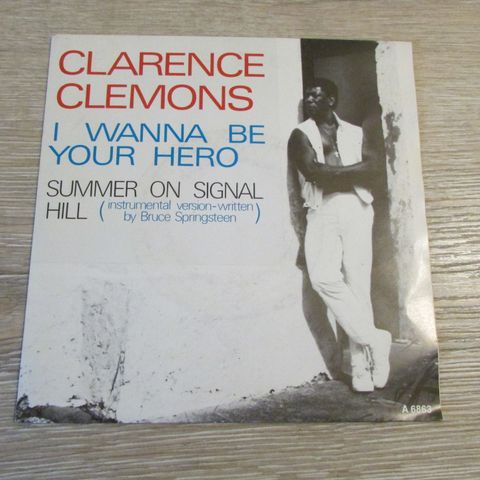 CLARENCE
CLEMONS
I WANNA BE
YOUR HERO
SUMMER ON SIGNAL
HILL (instrumental version-written
by Bruce Springsteen)
A 6863